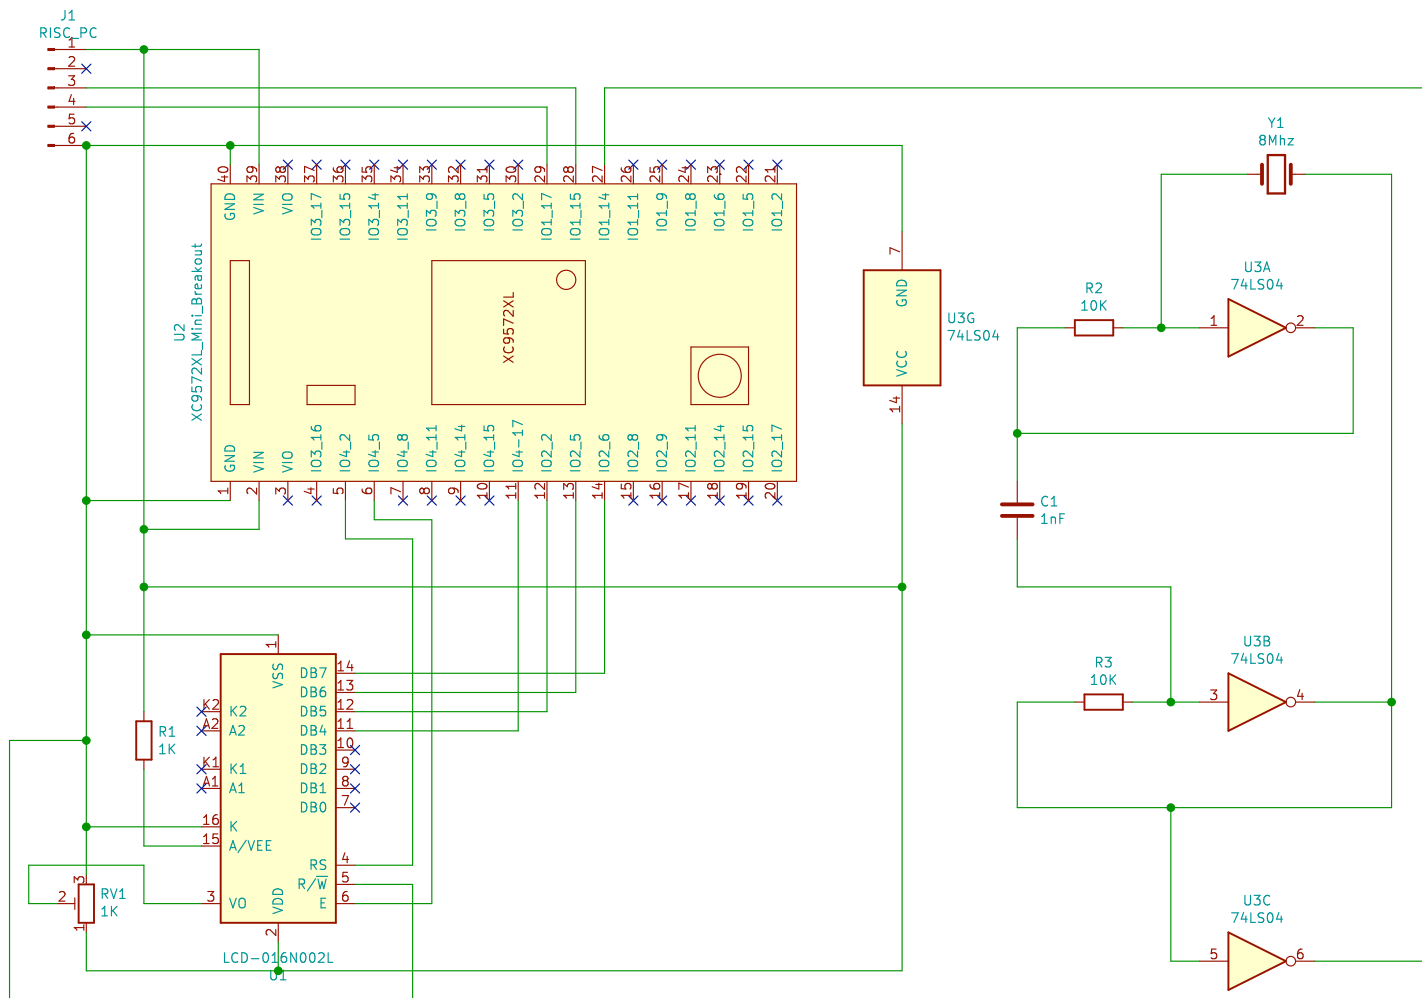 J1
RISC_PC
1
2
3
4
5
6
40
39
38
37
36
35
34
33
32
31
30
29
28
27
26
25
24
23
22
21
GND
VIN
VIO
IO3_17
IO3_15
IO3_14
IO3_11
IO3_9
IO3_8
IO3_5
IO3_2
IO1_17
IO1_15
IO1_14
IO1_11
IO1_9
IO1_8
IO1_6
IO1_5
IO1_2
U2
XC9572XL_Mini_Breakout
XC9572XL
GND
VIN
VIO
IO3_16
IO4_2
IO4_5
IO4_8
IO4_11
IO4_14
IO4_15
IO4-17
IO2_2
IO2_5
IO2_6
IO2_8
IO2_9
IO2_11
IO2_14
IO2_15
IO2_17
1
2
3
4
5
6
7
8
9
10
11
12
13
14
15
16
17
18
19
20
7
GND
VCC
14
U3G
74LS04
Y1
8Mhz
U3A
74LS04
1
2
R2
10K
C1
1nF
U3B
74LS04
3
4
R3
10K
U3C
74LS04
5
6
1
VSS
K2 K2
A2 A2
K1 K1
A1 A1
16 K
15 A/VEE
3 VO
DB7 14
DB6 13
DB5 12
DB4 11
DB3 10
DB2 9
DB1 8
DB0 7
RS 4
R/W 5
E 6
VDD
2
LCD-016N002L
U1
R1
1K
3
2
1
RV1
1K